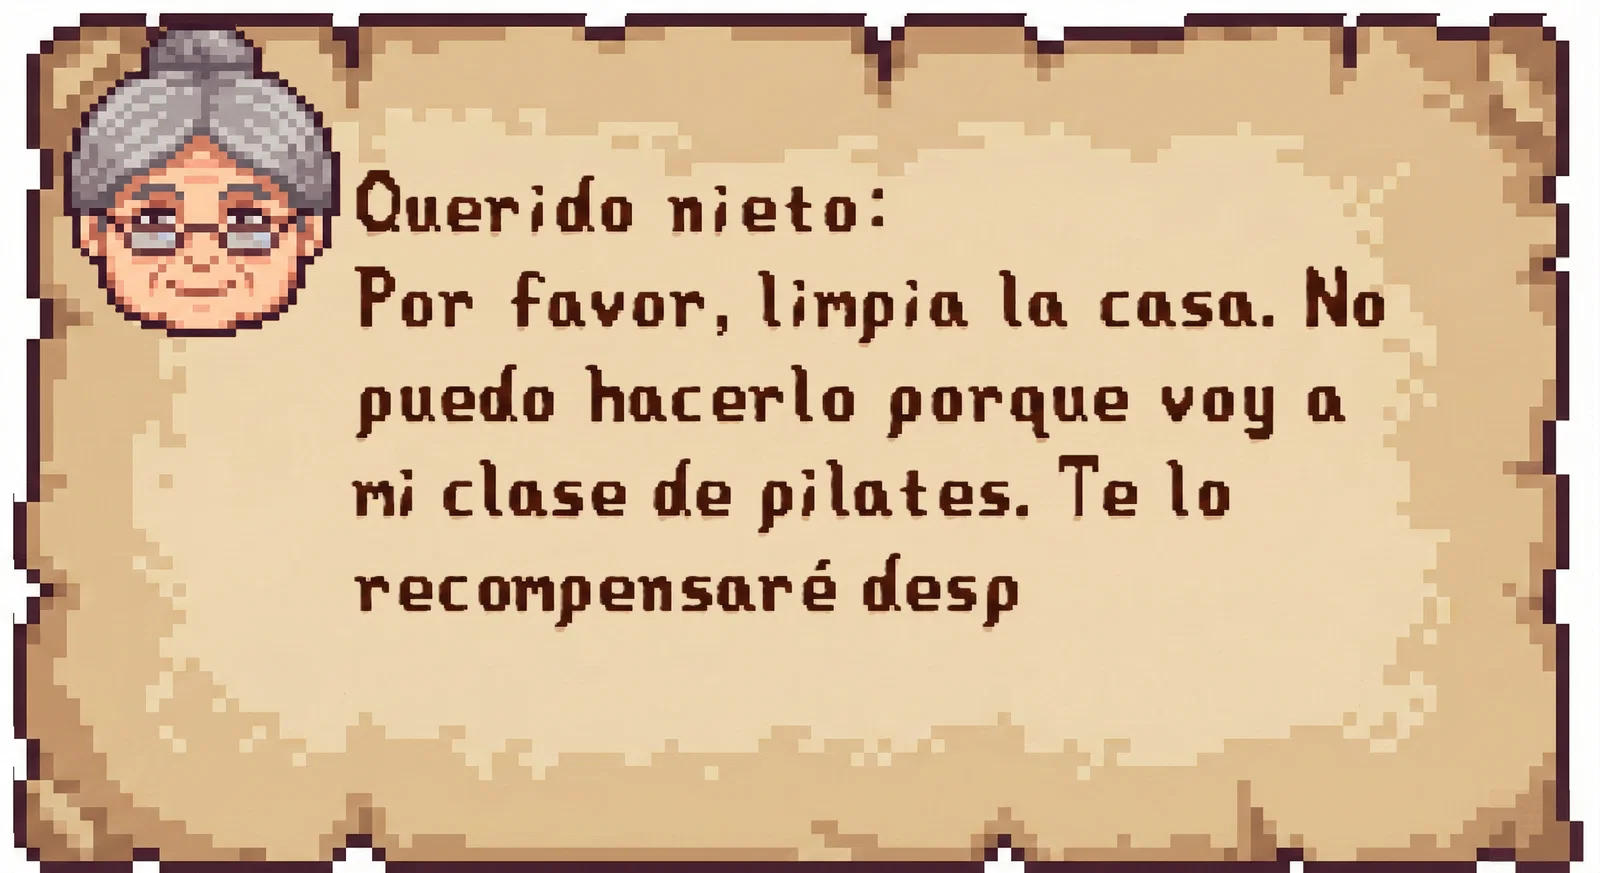 Querido nieto:
Por favor, limpia la casa. No
puedo hacerlo porque voy a
mi clase de pilates. Te lo
recompensaré desp